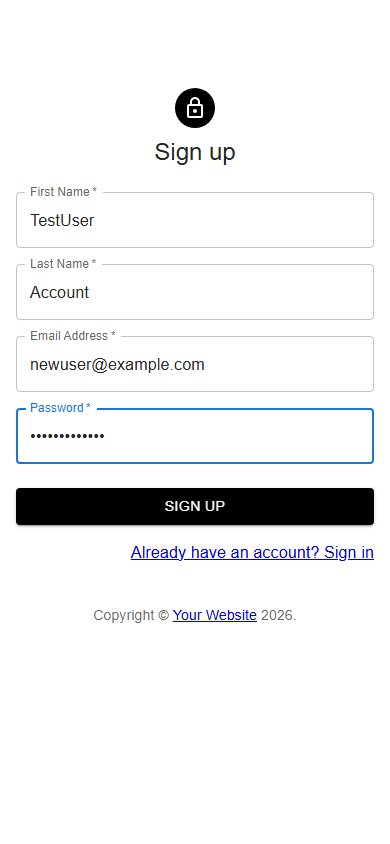 Sign up
First Name *
TestUser
Last Name *
Account
Email Address *
newuser@example.com
Password *
•••••••••••••
SIGN UP
Already have an account? Sign in
Copyright © Your Website 2026.